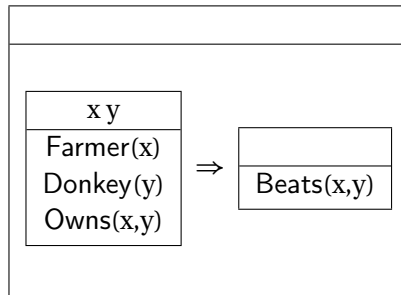 x y
Farmer(x)
Donkey(y)
Owns(x,y)
⇒
Beats(x,y)